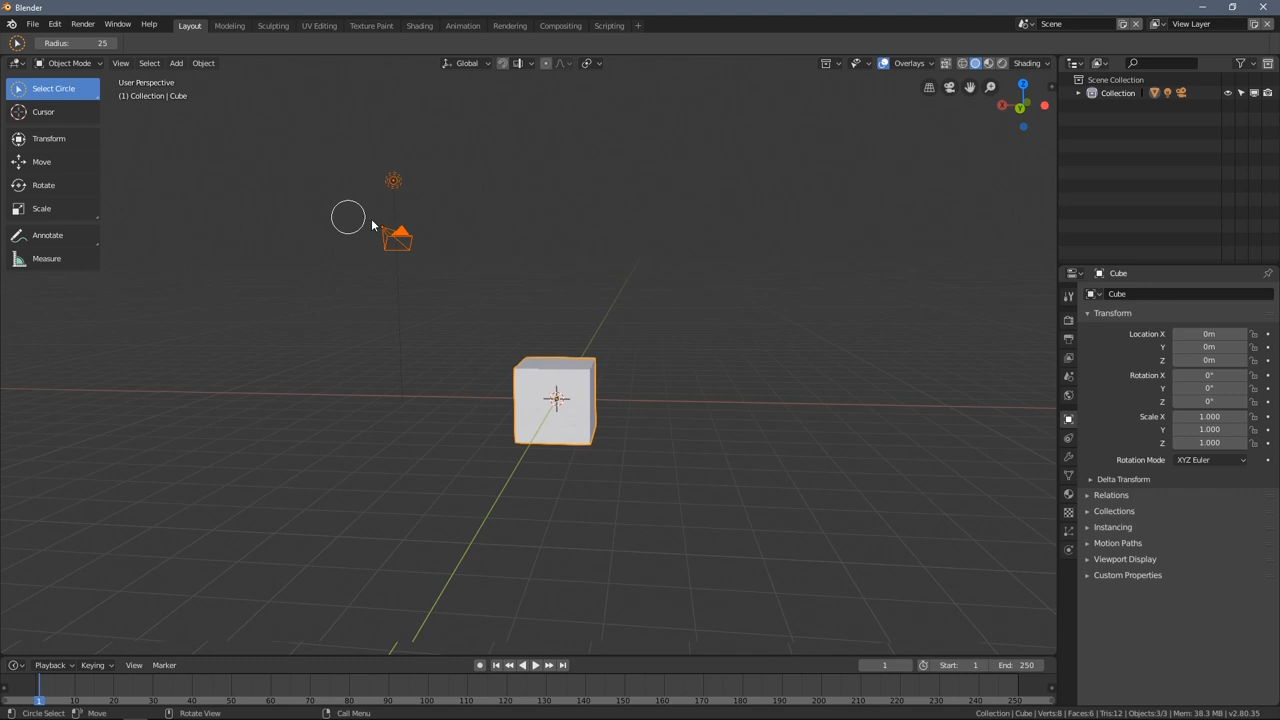 Blender
File Edit Render Window Help Layout Modeling Sculpting UV Editing Texture Paint Shading Animation Rendering Compositing Scripting + Scene View Layer
Radius: 25
Object Mode View Select Add Object Global Overlays Shading
Select Circle
Cursor
Transform
Move
Rotate
Scale
Annotate
Measure
User Perspective
(1) Collection | Cube
Z
X
Y
Scene Collection
Collection
Cube
Cube
Transform
Location X 0m
Y 0m
Z 0m
Rotation X 0°
Y 0°
Z 0°
Scale X 1.000
Y 1.000
Z 1.000
Rotation Mode XYZ Euler
Delta Transform
Relations
Collections
Instancing
Motion Paths
Viewport Display
Custom Properties
Playback Keying View Marker 1 Start: 1 End: 250
1 10 20 30 40 50 60 70 80 90 100 110 120 130 140 150 160 170 180 190 200 210 220 230 240 250
Circle Select Move Rotate View Call Menu Collection | Cube | Verts:8 | Faces:6 | Tris:12 | Objects:3/3 | Mem: 38.3 MB | v2.80.35